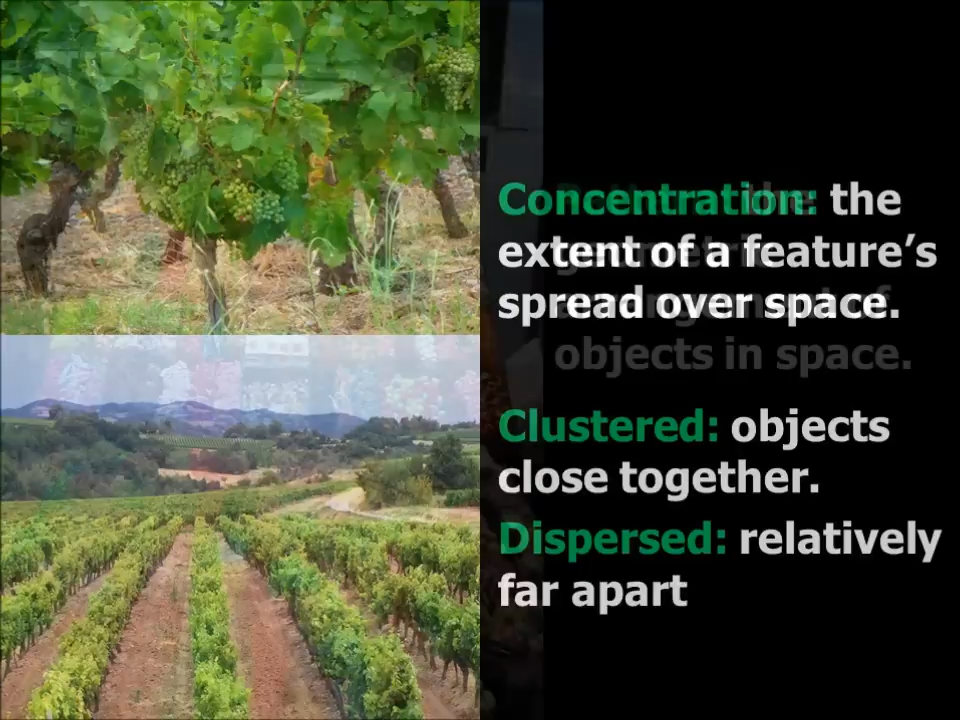 Concentration: the
extent of a feature’s
spread over space.
objects in space.
Clustered: objects
close together.
Dispersed: relatively
far apart